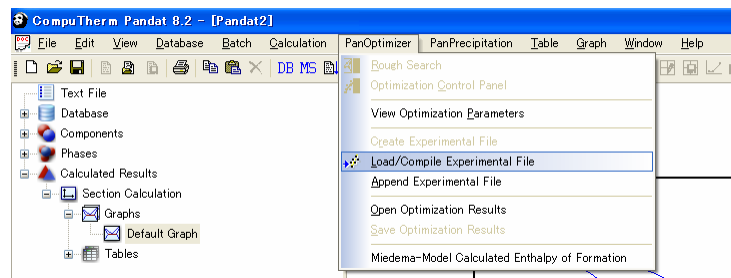 CompuTherm Pandat 8.2 - [Pandat2]
File Edit View Database Batch Calculation PanOptimizer PanPrecipitation Table Graph Window Help
DB MS
Rough Search
Optimization Control Panel
View Optimization Parameters
Create Experimental File
Load/Compile Experimental File
Append Experimental File
Open Optimization Results
Save Optimization Results
Miedema-Model Calculated Enthalpy of Formation
Text File
Database
Components
Phases
Calculated Results
Section Calculation
Graphs
Default Graph
Tables